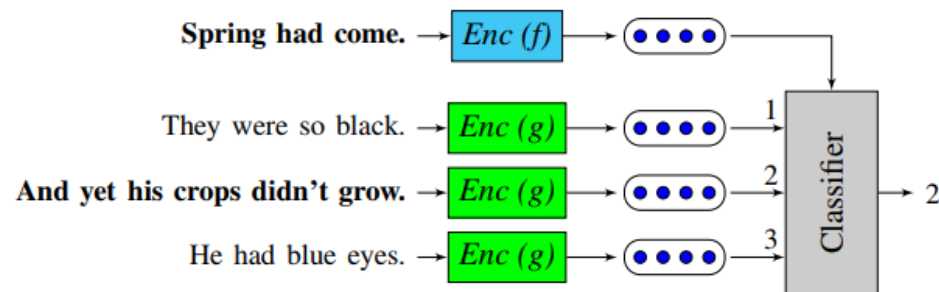 Spring had come. Enc (f)
They were so black. Enc (g) 1
And yet his crops didn’t grow. Enc (g) 2
He had blue eyes. Enc (g) 3
Classifier
2